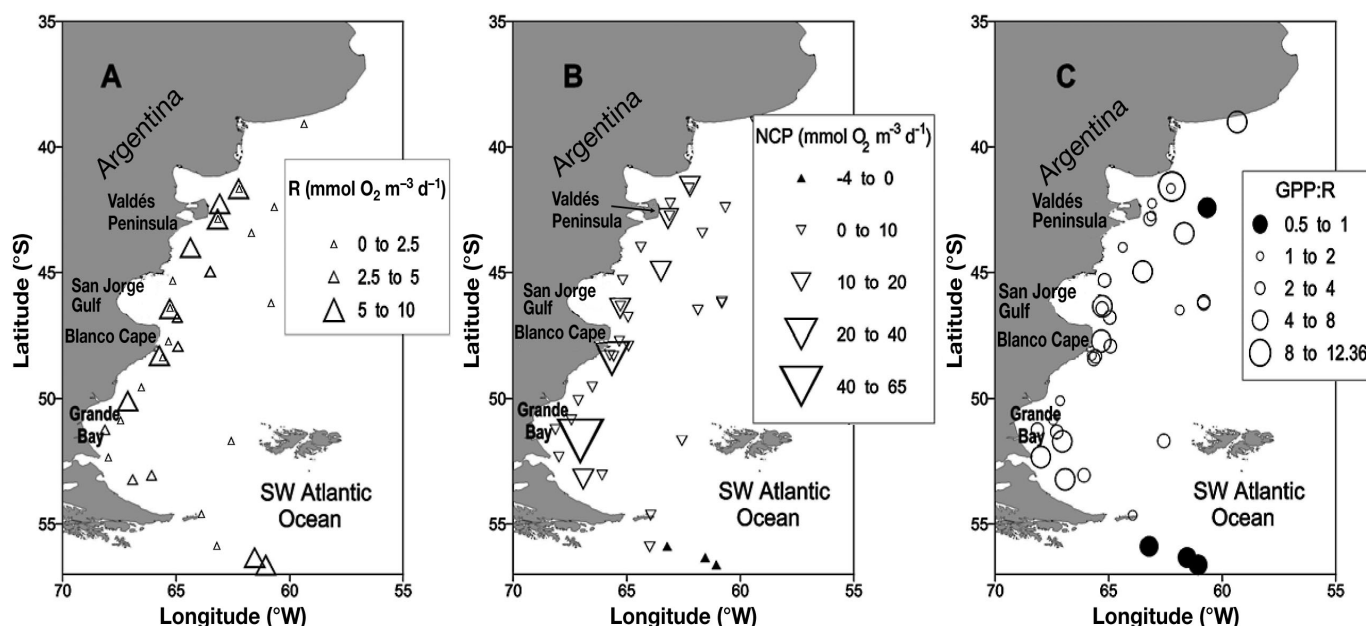 A
Argentina
Valdés
Peninsula
San Jorge
Gulf
Blanco Cape
Grande
Bay
SW Atlantic
Ocean
R (mmol O₂ m⁻³ d⁻¹)
0 to 2.5
2.5 to 5
5 to 10
35
40
45
50
55
Latitude (°S)
70
65
60
55
Longitude (°W)
B
Argentina
Valdés
Peninsula
San Jorge
Gulf
Blanco Cape
Grande
Bay
SW Atlantic
Ocean
NCP (mmol O₂ m⁻³ d⁻¹)
-4 to 0
0 to 10
10 to 20
20 to 40
40 to 65
35
40
45
50
55
Latitude (°S)
70
65
60
55
Longitude (°W)
C
Argentina
Valdés
Peninsula
San Jorge
Gulf
Blanco Cape
Grande
Bay
SW Atlantic
Ocean
GPP:R
0.5 to 1
1 to 2
2 to 4
4 to 8
8 to 12.36
35
40
45
50
55
Latitude (°S)
70
65
60
55
Longitude (°W)